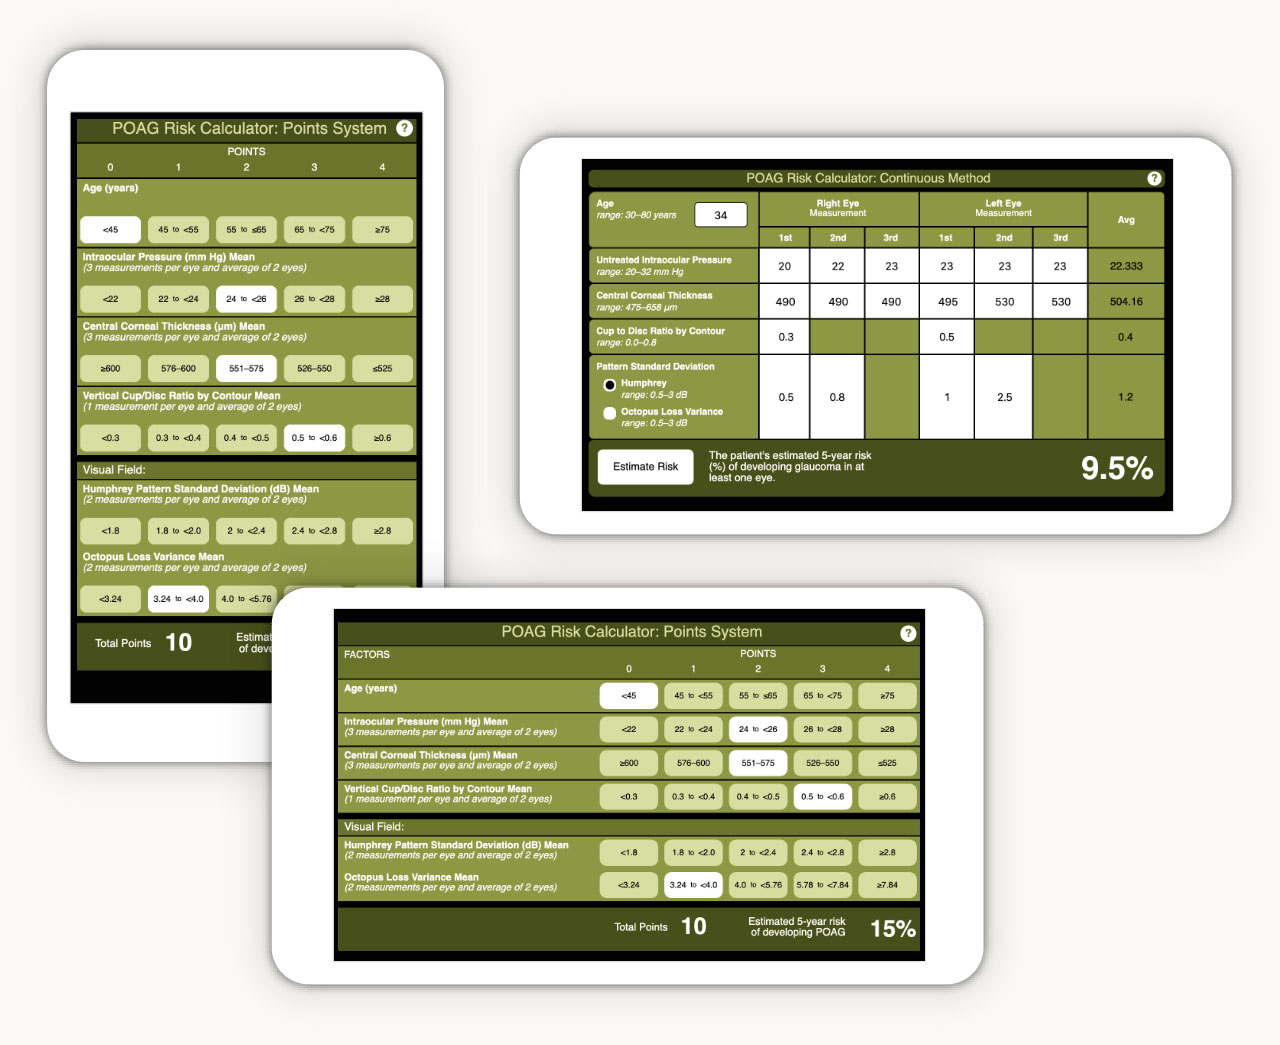 POAG Risk Calculator: Points System ?
POINTS
0 1 2 3 4
Age (years)
<45 45 to <55 55 to ≤65 65 to <75 ≥75
Intraocular Pressure (mm Hg) Mean
(3 measurements per eye and average of 2 eyes)
<22 22 to <24 24 to <26 26 to <28 ≥28
Central Corneal Thickness (µm) Mean
(3 measurements per eye and average of 2 eyes)
≥600 576–600 551–575 526–550 ≤525
Vertical Cup/Disc Ratio by Contour Mean
(1 measurement per eye and average of 2 eyes)
<0.3 0.3 to <0.4 0.4 to <0.5 0.5 to <0.6 ≥0.6
Visual Field:
Humphrey Pattern Standard Deviation (dB) Mean
(2 measurements per eye and average of 2 eyes)
<1.8 1.8 to <2.0 2 to <2.4 2.4 to <2.8 ≥2.8
Octopus Loss Variance Mean
(2 measurements per eye and average of 2 eyes)
<3.24 3.24 to <4.0 4.0 to <5.76
Total Points 10 Estimat
of deve
POAG Risk Calculator: Continuous Method ?
Age
range: 30–80 years
34
Right Eye
Measurement
Left Eye
Measurement
Avg
1st 2nd 3rd 1st 2nd 3rd
Untreated Intraocular Pressure
range: 20–32 mm Hg
20 22 23 23 23 23 22.333
Central Corneal Thickness
range: 475–658 µm
490 490 490 495 530 530 504.16
Cup to Disc Ratio by Contour
range: 0.0–0.8
0.3 0.5 0.4
Pattern Standard Deviation
Humphrey
range: 0.5–3 dB
Octopus Loss Variance
range: 0.5–3 dB
0.5 0.8 1 2.5 1.2
Estimate Risk
The patient's estimated 5-year risk
(%) of developing glaucoma in at
least one eye.
9.5%
POAG Risk Calculator: Points System ?
FACTORS POINTS
0 1 2 3 4
Age (years)
<45 45 to <55 55 to ≤65 65 to <75 ≥75
Intraocular Pressure (mm Hg) Mean
(3 measurements per eye and average of 2 eyes)
<22 22 to <24 24 to <26 26 to <28 ≥28
Central Corneal Thickness (µm) Mean
(3 measurements per eye and average of 2 eyes)
≥600 576–600 551–575 526–550 ≤525
Vertical Cup/Disc Ratio by Contour Mean
(1 measurement per eye and average of 2 eyes)
<0.3 0.3 to <0.4 0.4 to <0.5 0.5 to <0.6 ≥0.6
Visual Field:
Humphrey Pattern Standard Deviation (dB) Mean
(2 measurements per eye and average of 2 eyes)
<1.8 1.8 to <2.0 2 to <2.4 2.4 to <2.8 ≥2.8
Octopus Loss Variance Mean
(2 measurements per eye and average of 2 eyes)
<3.24 3.24 to <4.0 4.0 to <5.76 5.78 to <7.84 ≥7.84
Total Points 10 Estimated 5-year risk
of developing POAG
15%